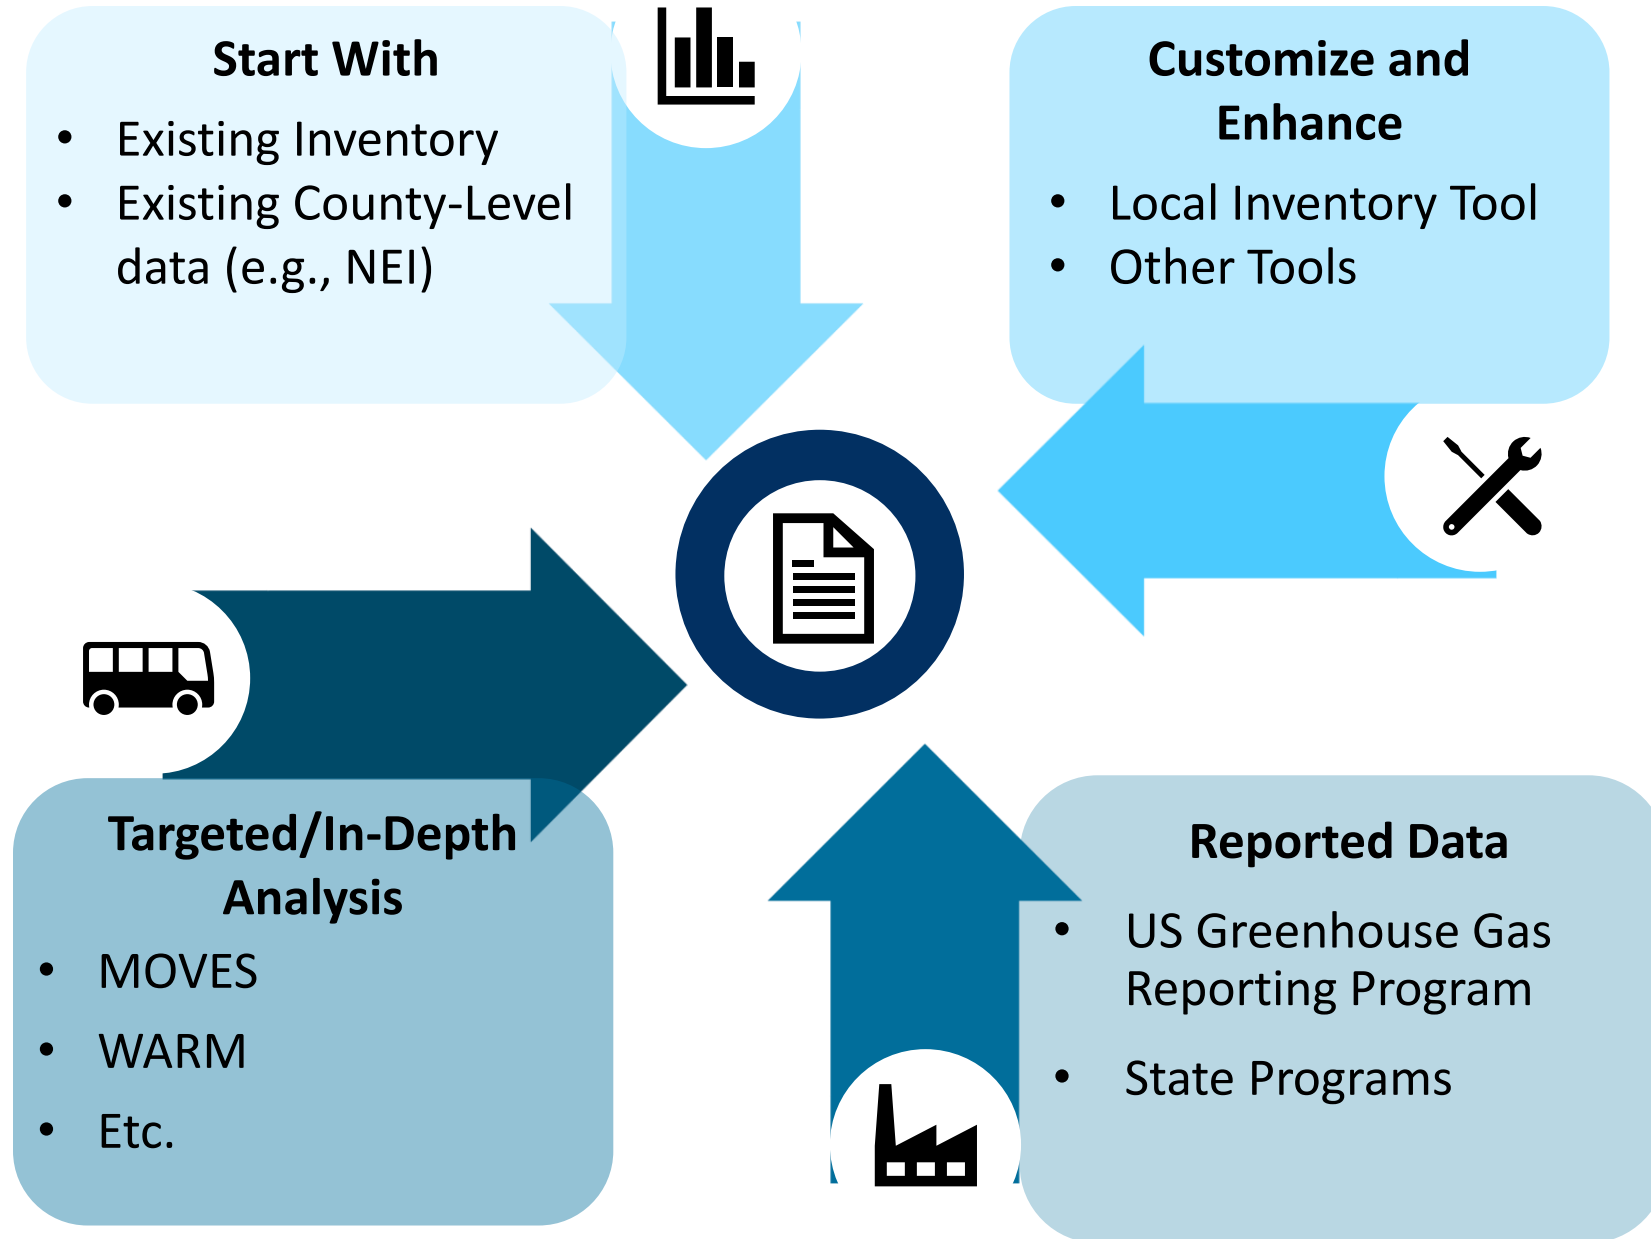 Start With
• Existing Inventory
• Existing County-Level
data (e.g., NEI)
Customize and
Enhance
• Local Inventory Tool
• Other Tools
Targeted/In-Depth
Analysis
• MOVES
• WARM
• Etc.
Reported Data
• US Greenhouse Gas
Reporting Program
• State Programs